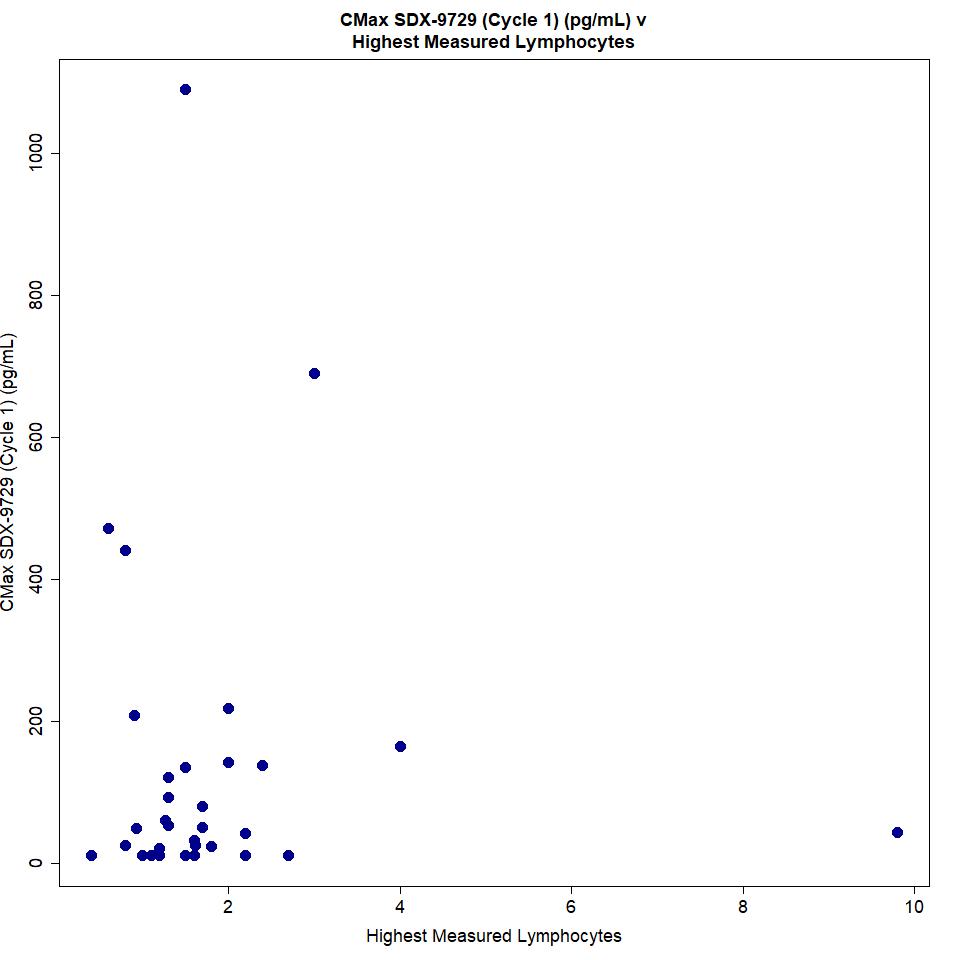 CMax SDX-9729 (Cycle 1) (pg/mL) v
Highest Measured Lymphocytes
CMax SDX-9729 (Cycle 1) (pg/mL)
1000
800
600
400
200
0
2
4
6
8
10
Highest Measured Lymphocytes